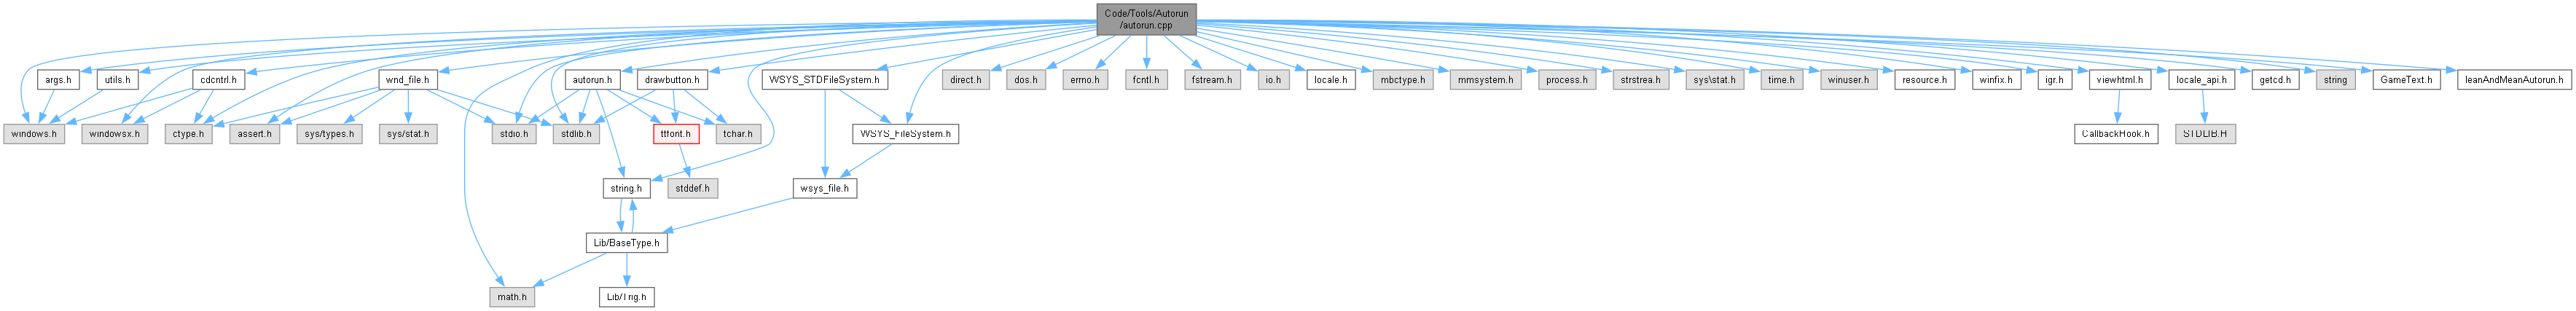 Code/Tools/Autorun
/autorun.cpp
args.h
utils.h
cdcntrl.h
wnd_file.h
autorun.h
drawbutton.h
WSYS_STDFileSystem.h
direct.h
dos.h
errno.h
fcntl.h
fstream.h
io.h
locale.h
mbctype.h
mmsystem.h
process.h
strstrea.h
sys\stat.h
time.h
winuser.h
resource.h
winfix.h
igr.h
viewhtml.h
locale_api.h
getcd.h
string
GameText.h
leanAndMeanAutorun.h
windows.h
windowsx.h
ctype.h
assert.h
sys/types.h
sys/stat.h
stdio.h
stdlib.h
ttfont.h
tchar.h
WSYS_FileSystem.h
CallbackHook.h
STDLIB.H
string.h
stddef.h
wsys_file.h
Lib/BaseType.h
math.h
Lib/Trig.h